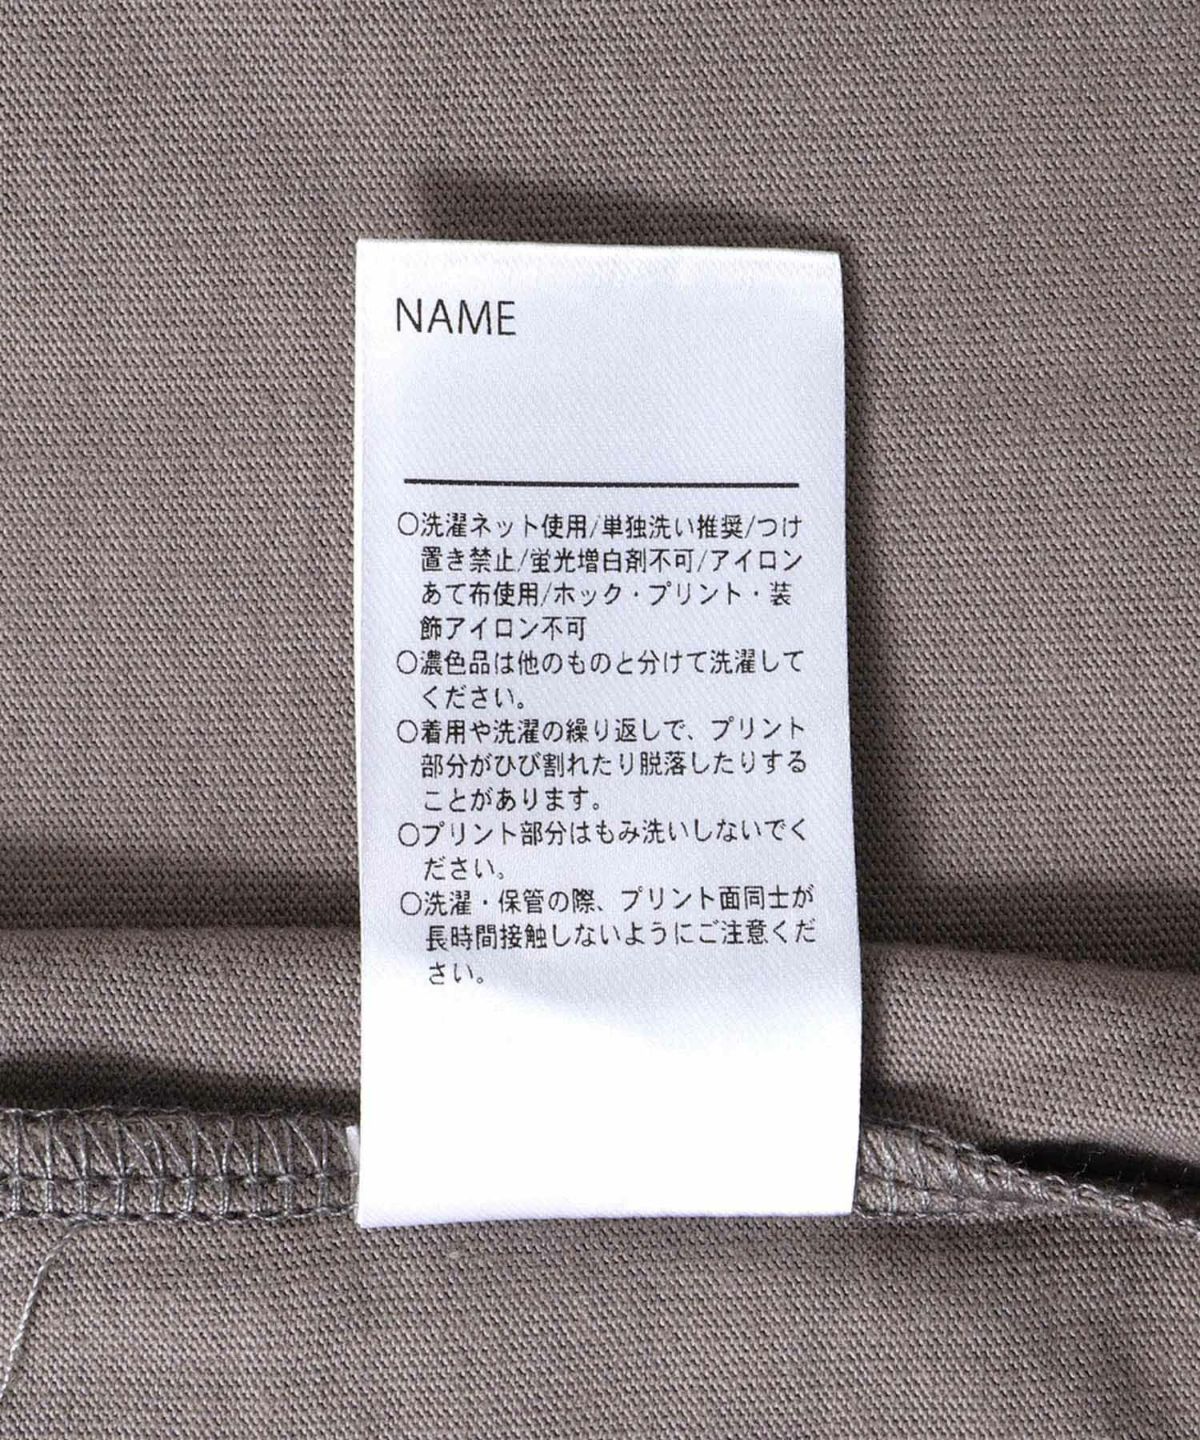 NAME
○洗濯ネット使用/単独洗い推奨/つけ
置き禁止/蛍光増白剤不可/アイロン
あて布使用/ホック・プリント・装
飾アイロン不可
○濃色品は他のものと分けて洗濯して
ください。
○着用や洗濯の繰り返しで、プリント
部分がひび割れたり脱落したりする
ことがあります。
○プリント部分はもみ洗いしないでく
ださい。
○洗濯・保管の際、プリント面同士が
長時間接触しないようにご注意くだ
さい。